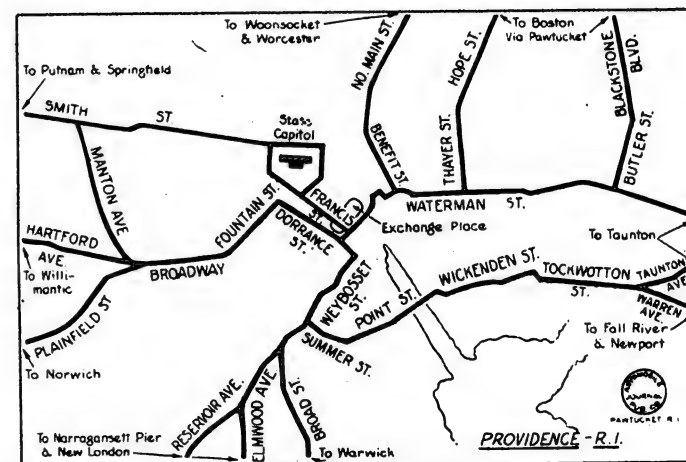 To Woonsocket
& Worcester
To Boston
Via Pawtucket
To Putnam & Springfield
SMITH ST.
State
Capitol
NO. MAIN ST.
HOPE ST.
BLACKSTONE
BLVD.
MANTON AVE
BENEFIT ST.
THAYER ST.
BUTLER ST.
FOUNTAIN ST.
FRANCIS
ST.
WATERMAN ST.
Exchange Place
DORRANCE
ST.
HARTFORD
AVE.
To Willi-
mantic
BROADWAY
To Taunton
WEYBOSSET
ST.
POINT ST.
WICKENDEN ST.
TOCKWOTTON
ST.
TAUNTON
AVE.
WARREN
AVE.
PLAINFIELD ST
To Norwich
SUMMER ST.
To Fall River
& Newport
RESERVOIR AVE.
ELMWOOD AVE.
BROAD ST.
AUTOMOBILE
JOURNAL
PUB. CO.
PAWTUCKET R.I.
To Narragansett Pier
& New London
To Warwick
PROVIDENCE - R.I.